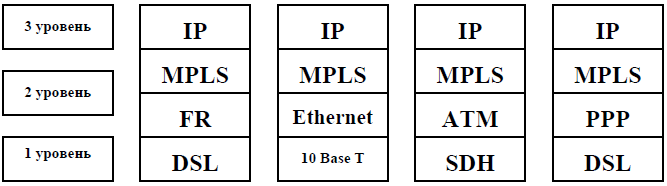 3 уровень
IP
IP
IP
IP
MPLS
MPLS
MPLS
MPLS
2 уровень
FR
Ethernet
ATM
PPP
1 уровень
DSL
10 Base T
SDH
DSL